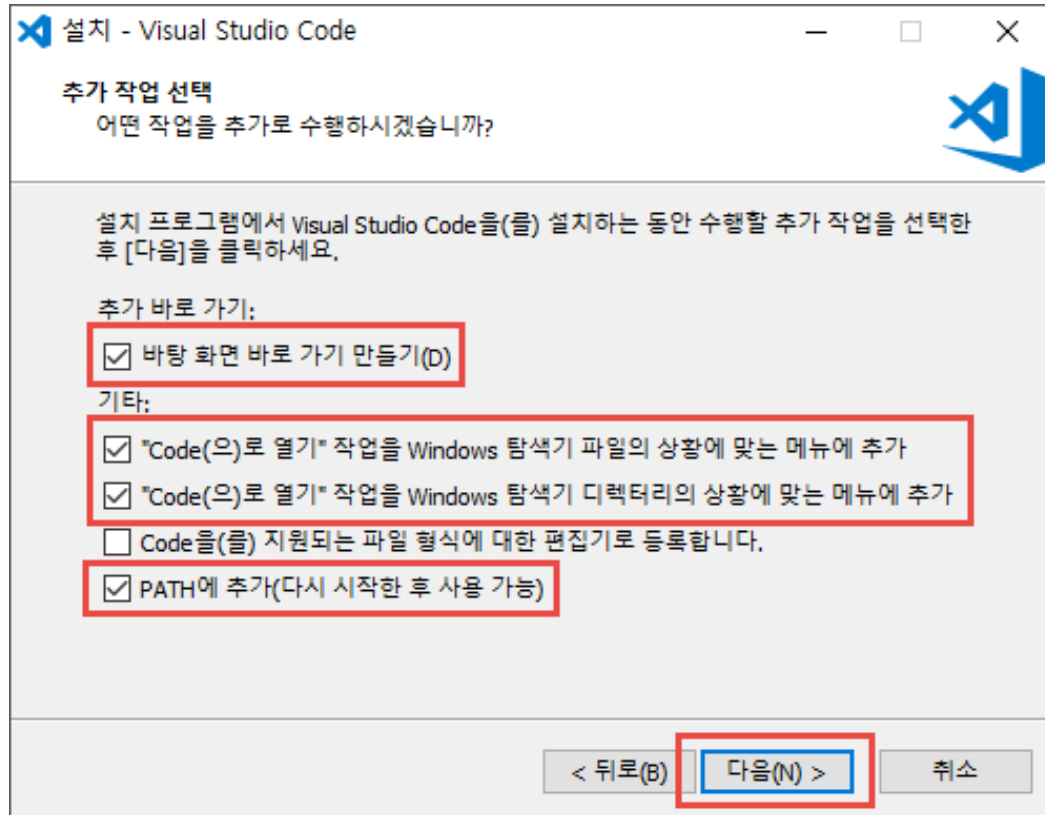 설치 - Visual Studio Code
추가 작업 선택
어떤 작업을 추가로 수행하시겠습니까?
설치 프로그램에서 Visual Studio Code을(를) 설치하는 동안 수행할 추가 작업을 선택한
후 [다음]을 클릭하세요.
추가 바로 가기:
바탕 화면 바로 가기 만들기(D)
기타:
"Code(으)로 열기" 작업을 Windows 탐색기 파일의 상황에 맞는 메뉴에 추가
"Code(으)로 열기" 작업을 Windows 탐색기 디렉터리의 상황에 맞는 메뉴에 추가
Code을(를) 지원되는 파일 형식에 대한 편집기로 등록합니다.
PATH에 추가(다시 시작한 후 사용 가능)
< 뒤로(B) 다음(N) > 취소